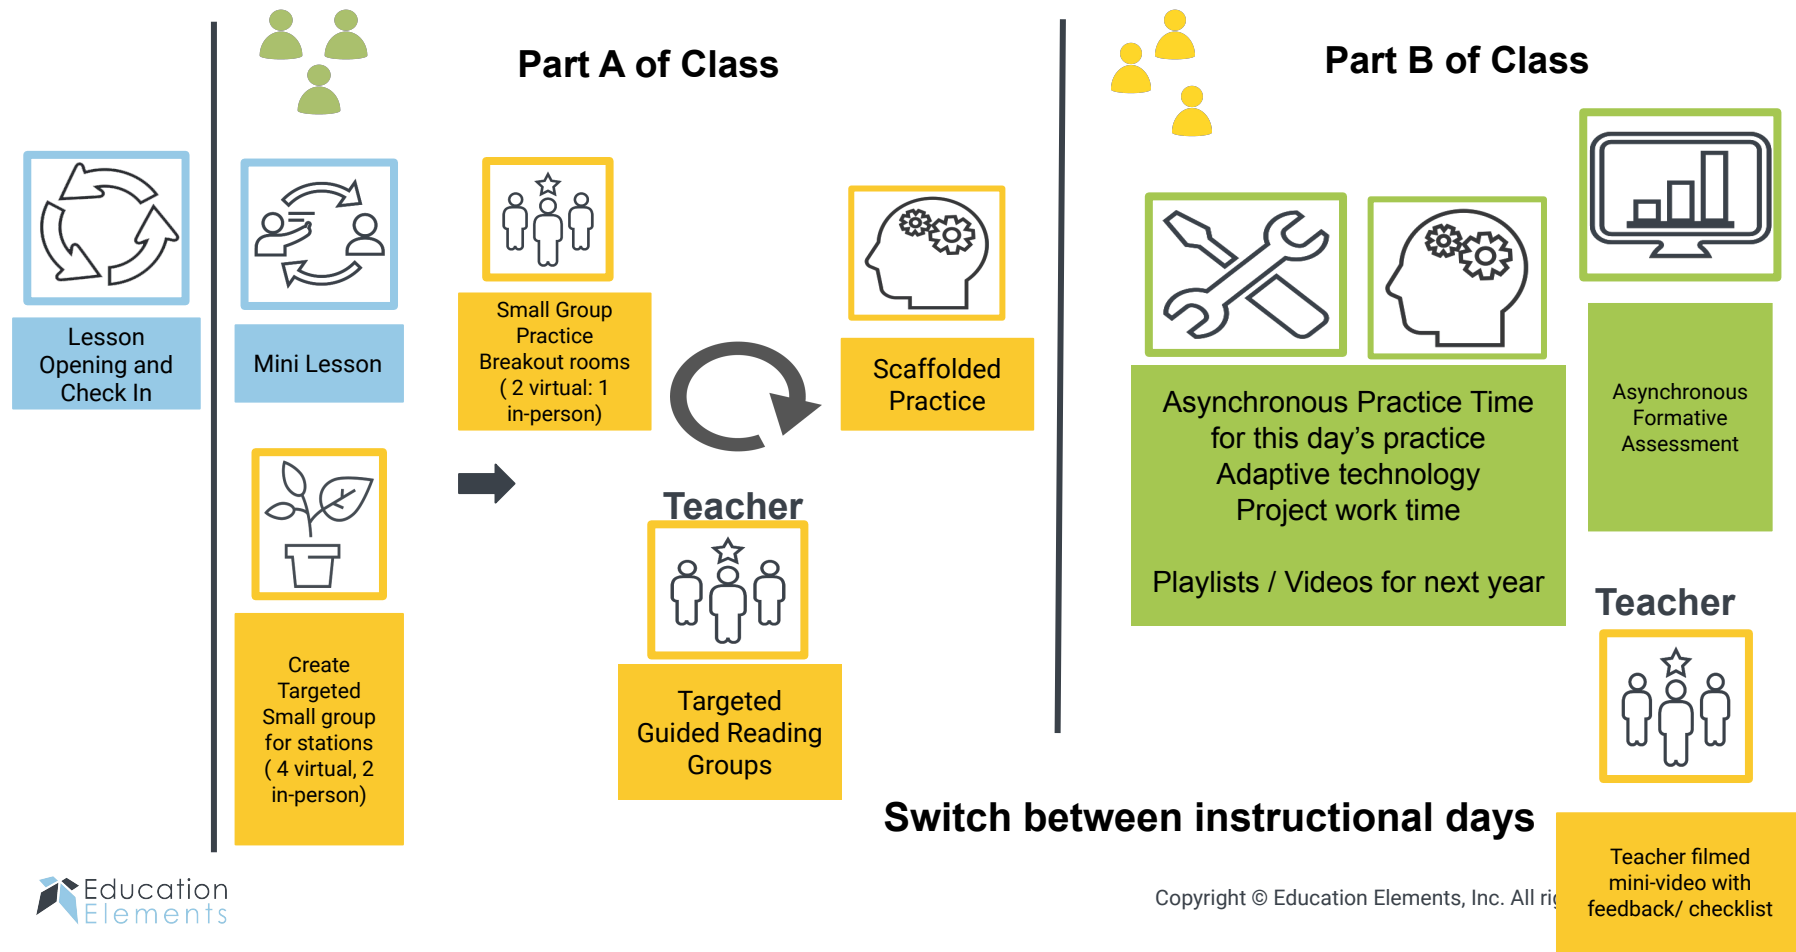 Part A of Class
Part B of Class
Lesson
Opening and
Check In
Mini Lesson
Create
Targeted
Small group
for stations
( 4 virtual, 2
in-person)
Small Group
Practice
Breakout rooms
( 2 virtual: 1
in-person)
Scaffolded
Practice
Teacher
Targeted
Guided Reading
Groups
Asynchronous Practice Time
for this day's practice
Adaptive technology
Project work time
Playlists / Videos for next year
Asynchronous
Formative
Assessment
Teacher
Teacher filmed
mini-video with
feedback/ checklist
Switch between instructional days
Education
Elements
Copyright © Education Elements, Inc. All